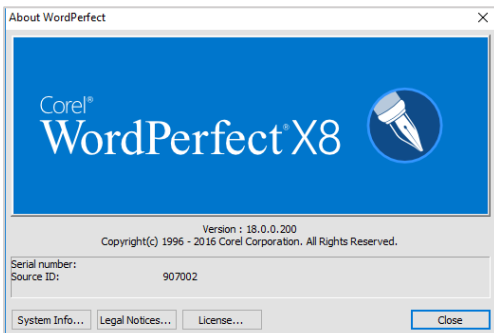 About WordPerfect
Corel®
WordPerfect® X8
Version : 18.0.0.200
Copyright(c) 1996 - 2016 Corel Corporation. All Rights Reserved.
Serial number:
Source ID: 907002
System Info... Legal Notices... License... Close